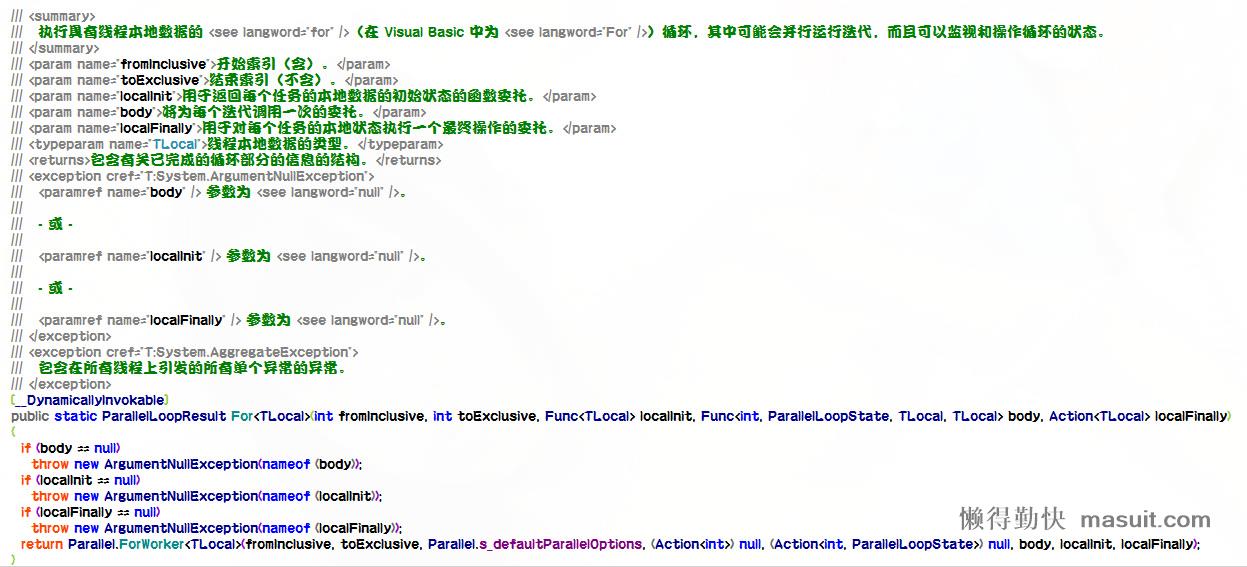 /// <summary>
///   执行具有线程本地数据的 <see langword="for" />（在 Visual Basic 中为 <see langword="For" />）循环，其中可能会并行运行迭代，而且可以监视和操作循环的状态。
/// </summary>
/// <param name="fromInclusive">开始索引（含）。</param>
/// <param name="toExclusive">结束索引（不含）。</param>
/// <param name="localInit">用于返回每个任务的本地数据的初始状态的函数委托。</param>
/// <param name="body">将为每个迭代调用一次的委托。</param>
/// <param name="localFinally">用于对每个任务的本地状态执行一个最终操作的委托。</param>
/// <typeparam name="TLocal">线程本地数据的类型。</typeparam>
/// <returns>包含有关已完成的循环部分的信息的结构。</returns>
/// <exception cref="T:System.ArgumentNullException">
///   <paramref name="body" /> 参数为 <see langword="null" />。
///
///   - 或 -
///
///   <paramref name="localInit" /> 参数为 <see langword="null" />。
///
///   - 或 -
///
///   <paramref name="localFinally" /> 参数为 <see langword="null" />。
/// </exception>
/// <exception cref="T:System.AggregateException">
///   包含在所有线程上引发的所有单个异常的异常。
/// </exception>
[__DynamicallyInvokable]
public static ParallelLoopResult For<TLocal>(int fromInclusive, int toExclusive, Func<TLocal> localInit, Func<int, ParallelLoopState, TLocal, TLocal> body, Action<TLocal> localFinally)
{
  if (body == null)
    throw new ArgumentNullException(nameof (body));
  if (localInit == null)
    throw new ArgumentNullException(nameof (localInit));
  if (localFinally == null)
    throw new ArgumentNullException(nameof (localFinally));
  return Parallel.ForWorker<TLocal>(fromInclusive, toExclusive, Parallel.s_defaultParallelOptions, (Action<int>) null, (Action<int, ParallelLoopState>) null, body, localInit, localFinally);
}
懒得勤快 masuit.com